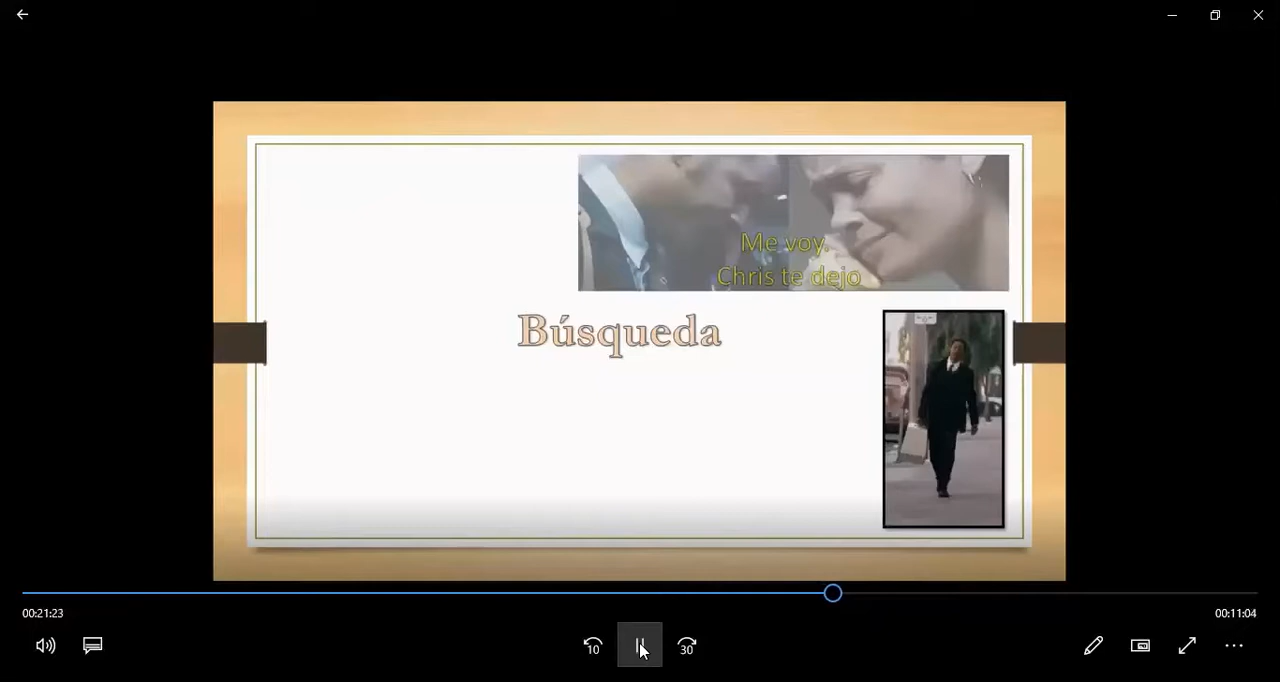 Me voy.
Chris te dejo
Búsqueda
00:21:23
00:11:04
10
30